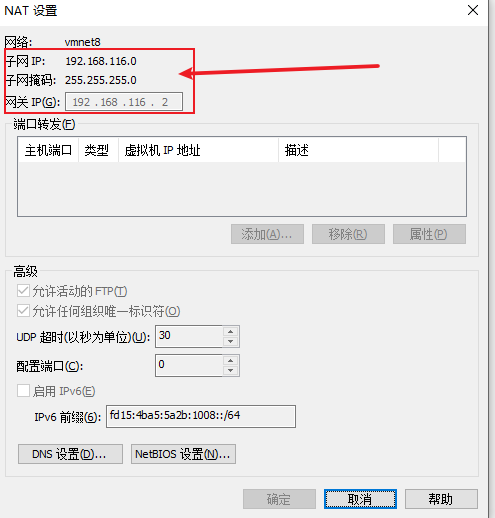 NAT 设置
网络: vmnet8
子网 IP: 192.168.116.0
子网掩码: 255.255.255.0
网关 IP(G): 192 . 168 . 116 . 2
端口转发(F)
主机端口 类型 虚拟机 IP 地址 描述
添加(A)... 移除(R) 属性(P)
高级
允许活动的 FTP(T)
允许任何组织唯一标识符(O)
UDP 超时(以秒为单位)(U): 30
配置端口(C): 0
启用 IPv6(E)
IPv6 前缀(6): fd15:4ba5:5a2b:1008::/64
DNS 设置(D)... NetBIOS 设置(N)...
确定 取消 帮助